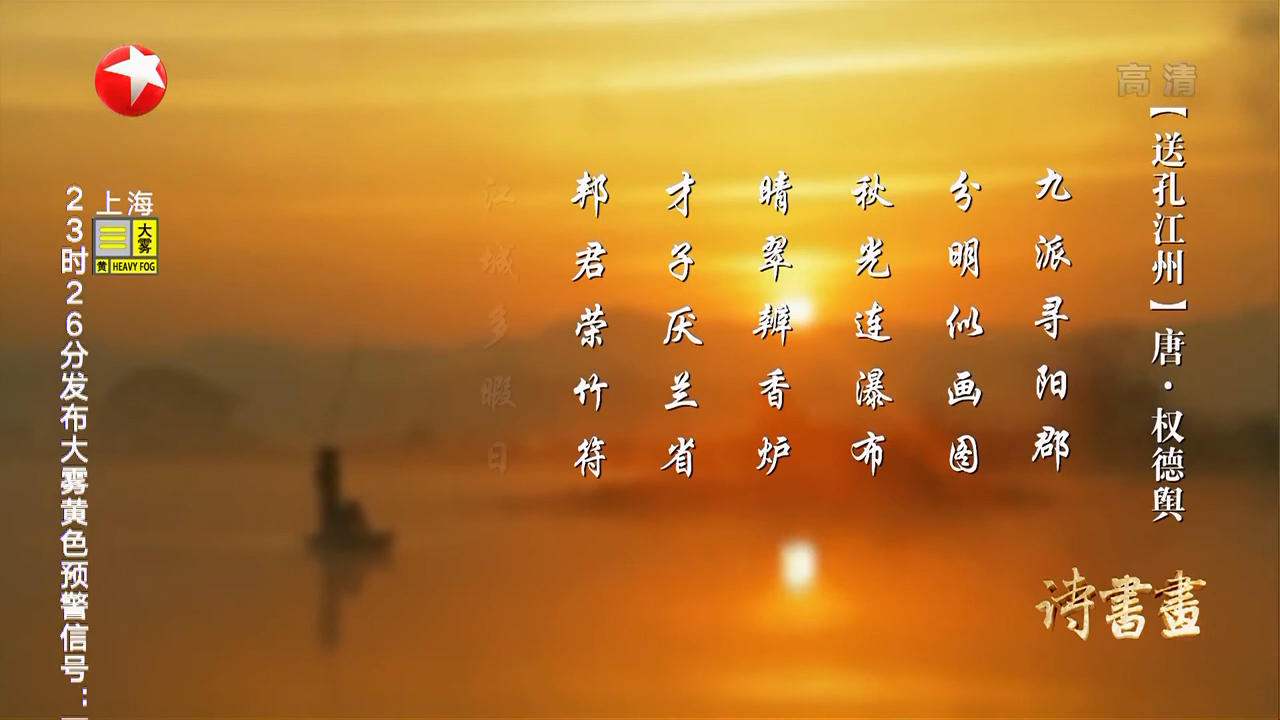 高清
【送孔江州】唐·权德舆
九派寻阳郡
分明似画图
秋光连瀑布
晴翠辨香炉
才子厌兰省
邦君荣竹符
江城多暇日
诗书畫
上海
大雾
黄 HEAVY FOG
23时26分发布大雾黄色预警信号：